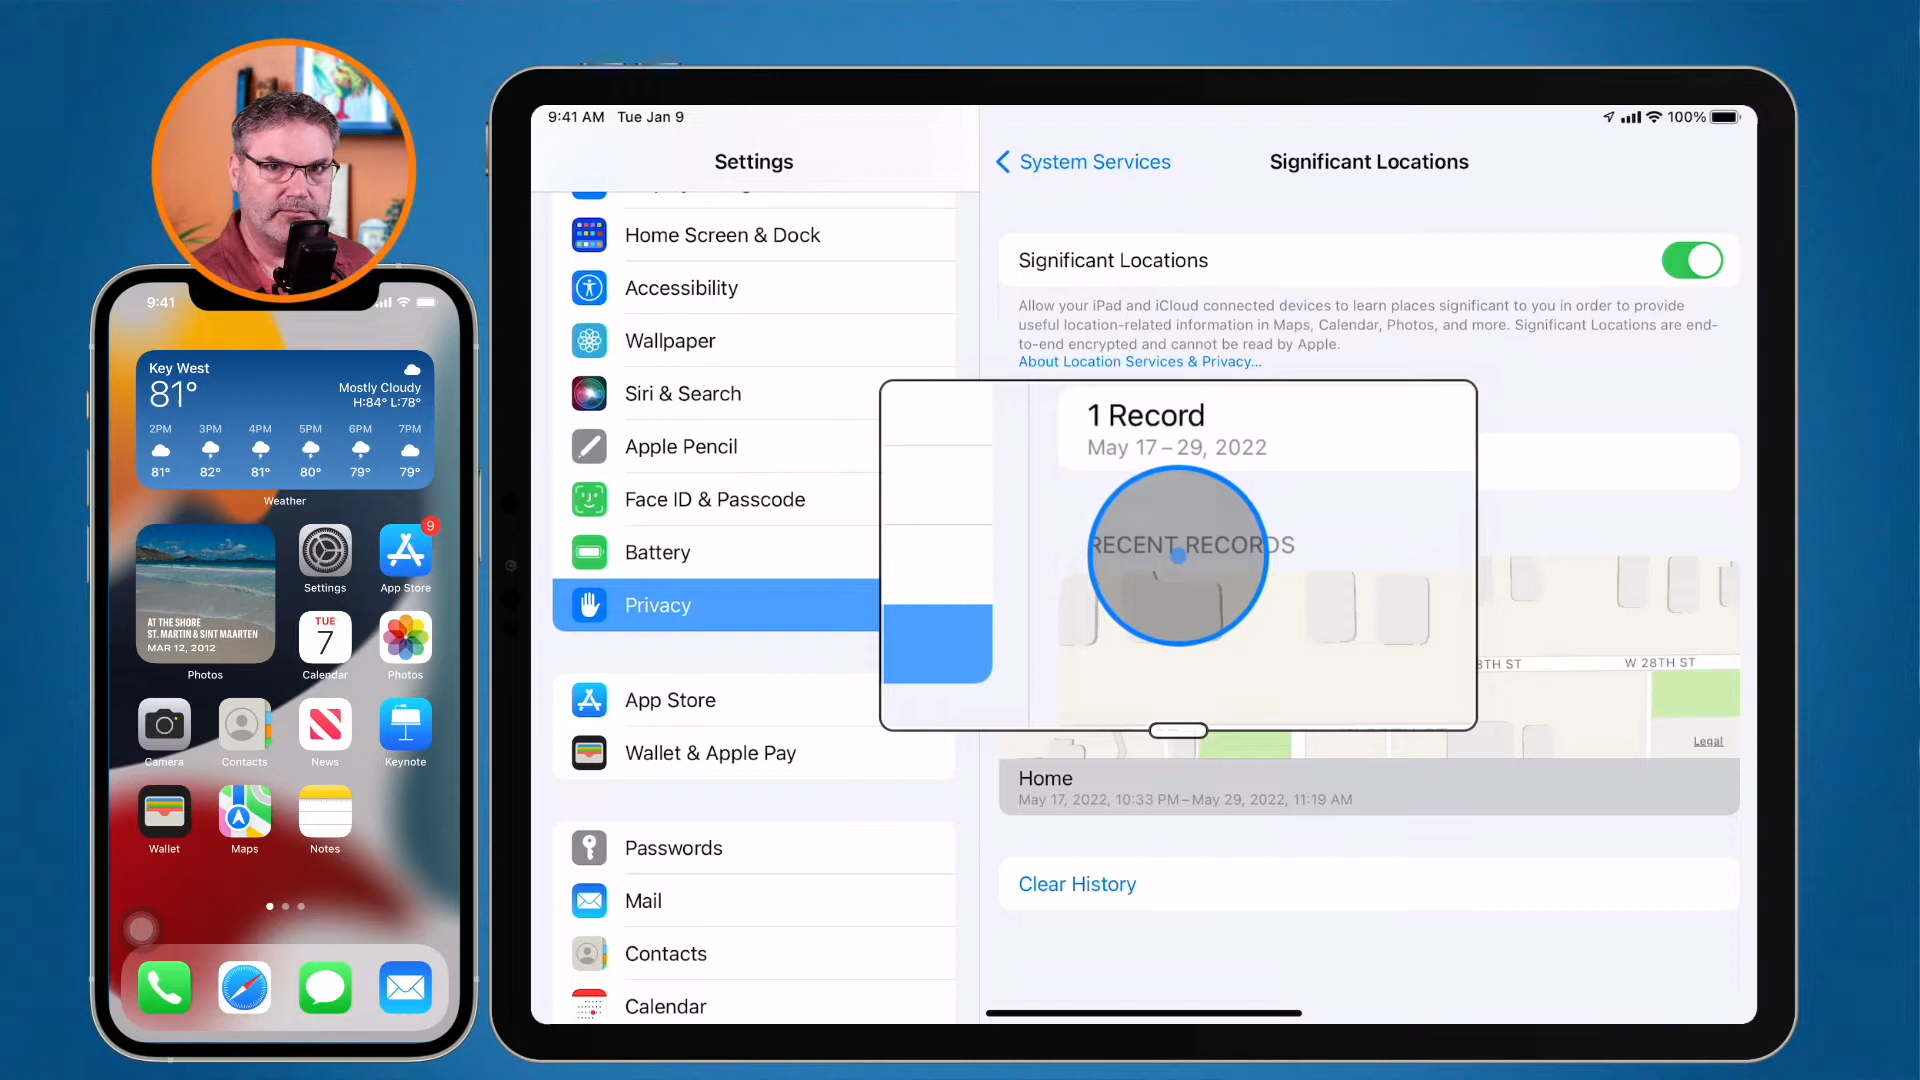 9:41
Key West
81°
Mostly Cloudy
H:84° L:78°
2PM 3PM 4PM 5PM 6PM 7PM
81° 82° 81° 80° 79° 79°
Weather
AT THE SHORE
ST. MARTIN & SINT MAARTEN
MAR 12, 2012
Photos
Settings
9
App Store
TUE
7
Calendar
Photos
Camera
Contacts
News
Keynote
Wallet
Maps
Notes
9:41 AM Tue Jan 9
100%
Settings
Home Screen & Dock
Accessibility
Wallpaper
Siri & Search
Apple Pencil
Face ID & Passcode
Battery
Privacy
App Store
Wallet & Apple Pay
Passwords
Mail
Contacts
Calendar
System Services
Significant Locations
Significant Locations
Allow your iPad and iCloud connected devices to learn places significant to you in order to provide
useful location-related information in Maps, Calendar, Photos, and more. Significant Locations are end-
to-end encrypted and cannot be read by Apple.
About Location Services & Privacy...
1 Record
May 17 – 29, 2022
RECENT RECORDS
8TH ST
W 28TH ST
Legal
Home
May 17, 2022, 10:33 PM – May 29, 2022, 11:19 AM
Clear History